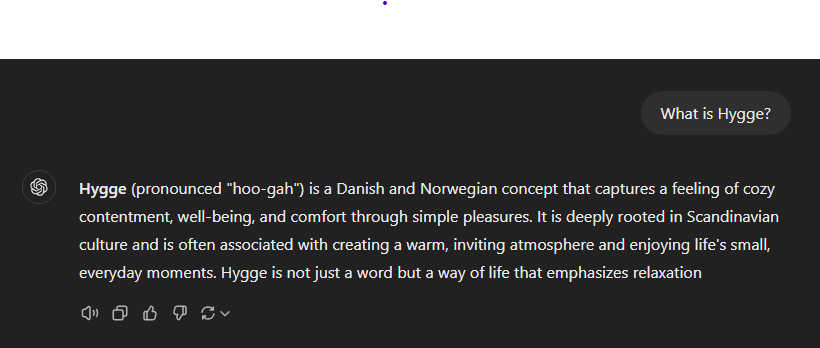 What is Hygge?
Hygge (pronounced "hoo-gah") is a Danish and Norwegian concept that captures a feeling of cozy
contentment, well-being, and comfort through simple pleasures. It is deeply rooted in Scandinavian
culture and is often associated with creating a warm, inviting atmosphere and enjoying life's small,
everyday moments. Hygge is not just a word but a way of life that emphasizes relaxation